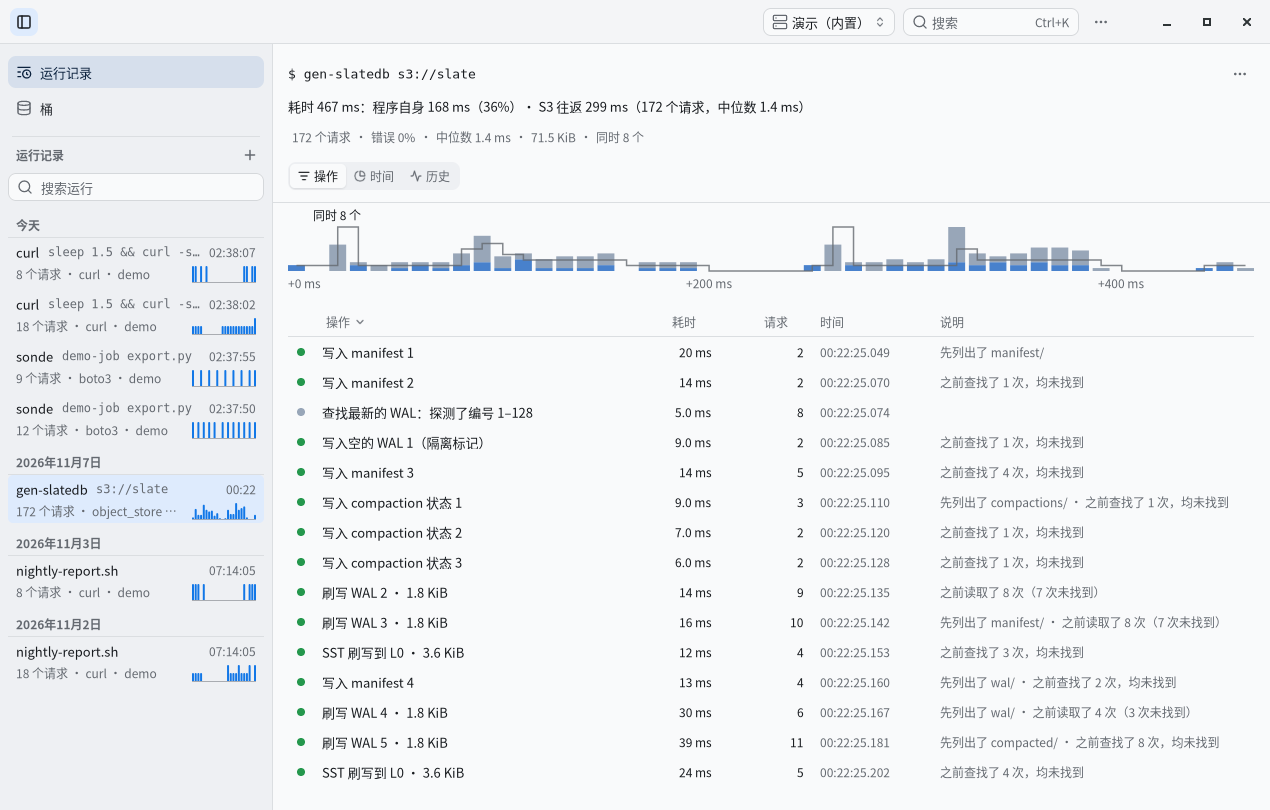 演示（内置）
搜索
Ctrl+K
运行记录
桶
运行记录
搜索运行
今天
curl sleep 1.5 && curl -s… 02:38:07
8 个请求 · curl · demo
curl sleep 1.5 && curl -s… 02:38:02
18 个请求 · curl · demo
sonde demo-job export.py 02:37:55
9 个请求 · boto3 · demo
sonde demo-job export.py 02:37:50
12 个请求 · boto3 · demo
2026年11月7日
gen-slatedb s3://slate 00:22
172 个请求 · object_store …
2026年11月3日
nightly-report.sh 07:14:05
8 个请求 · curl · demo
2026年11月2日
nightly-report.sh 07:14:05
18 个请求 · curl · demo
$ gen-slatedb s3://slate
耗时 467 ms：程序自身 168 ms（36%）· S3 往返 299 ms（172 个请求，中位数 1.4 ms）
172 个请求 · 错误 0% · 中位数 1.4 ms · 71.5 KiB · 同时 8 个
操作 时间 历史
同时 8 个
+0 ms +200 ms +400 ms
操作 耗时 请求 时间 说明
写入 manifest 1 20 ms 2 00:22:25.049 先列出了 manifest/
写入 manifest 2 14 ms 2 00:22:25.070 之前查找了 1 次，均未找到
查找最新的 WAL：探测了编号 1–128 5.0 ms 8 00:22:25.074
写入空的 WAL 1（隔离标记） 9.0 ms 2 00:22:25.085 之前查找了 1 次，均未找到
写入 manifest 3 14 ms 5 00:22:25.095 之前查找了 4 次，均未找到
写入 compaction 状态 1 9.0 ms 3 00:22:25.110 先列出了 compactions/ · 之前查找了 1 次，均未找到
写入 compaction 状态 2 7.0 ms 2 00:22:25.120 之前查找了 1 次，均未找到
写入 compaction 状态 3 6.0 ms 2 00:22:25.128 之前查找了 1 次，均未找到
刷写 WAL 2 · 1.8 KiB 14 ms 9 00:22:25.135 之前读取了 8 次（7 次未找到）
刷写 WAL 3 · 1.8 KiB 16 ms 10 00:22:25.142 先列出了 manifest/ · 之前读取了 8 次（7 次未找到）
SST 刷写到 L0 · 3.6 KiB 12 ms 4 00:22:25.153 之前查找了 3 次，均未找到
写入 manifest 4 13 ms 4 00:22:25.160 先列出了 wal/ · 之前查找了 2 次，均未找到
刷写 WAL 4 · 1.8 KiB 30 ms 6 00:22:25.167 先列出了 wal/ · 之前读取了 4 次（3 次未找到）
刷写 WAL 5 · 1.8 KiB 39 ms 11 00:22:25.181 先列出了 compacted/ · 之前查找了 8 次，均未找到
SST 刷写到 L0 · 3.6 KiB 24 ms 5 00:22:25.202 之前查找了 4 次，均未找到